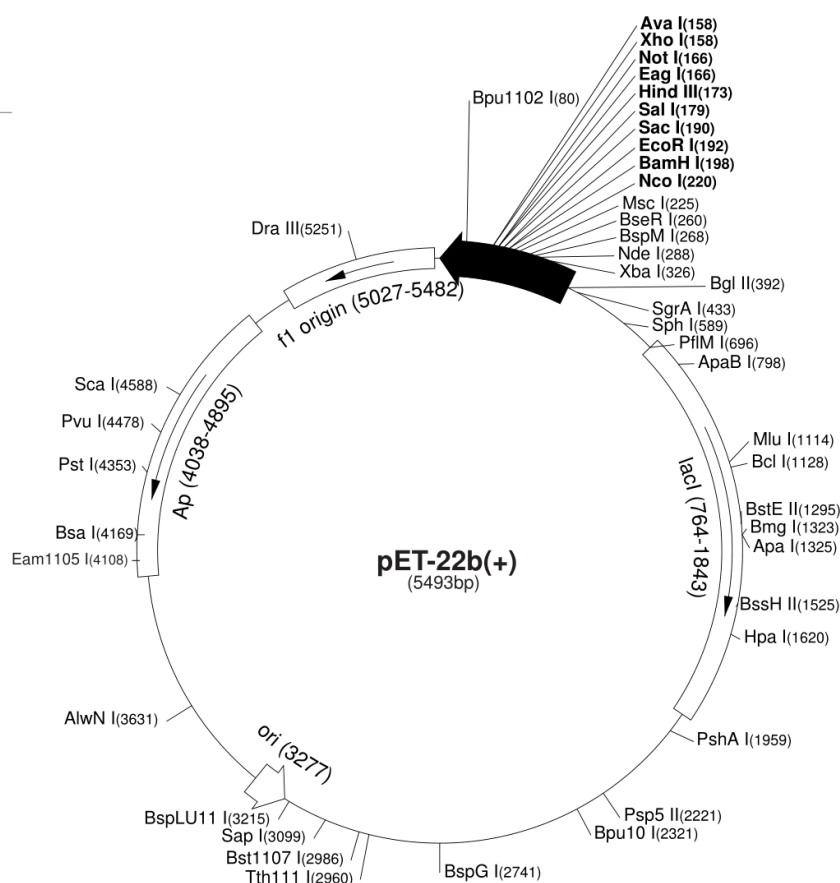 Ava I(158)
Xho I(158)
Not I(166)
Eag I(166)
Hind III(173)
Sal I(179)
Sac I(190)
EcoR I(192)
BamH I(198)
Nco I(220)
Bpu1102 I(80)
Msc I(225)
BseR I(260)
BspM I(268)
Nde I(288)
Xba I(326)
Bgl II(392)
SgrA I(433)
Sph I(589)
PflM I(696)
ApaB I(798)
Dra III(5251)
f1 origin (5027-5482)
Sca I(4588)
Pvu I(4478)
Pst I(4353)
Bsa I(4169)
Eam1105 I(4108)
Ap (4038-4895)
Mlu I(1114)
Bcl I(1128)
BstE II(1295)
Bmg I(1323)
Apa I(1325)
lacI (764-1843)
BssH II(1525)
Hpa I(1620)
pET-22b(+)
(5493bp)
AlwN I(3631)
ori (3277)
PshA I(1959)
BspLU11 I(3215)
Sap I(3099)
Bst1107 I(2986)
Tth111 I(2960)
BspG I(2741)
Psp5 II(2221)
Bpu10 I(2321)